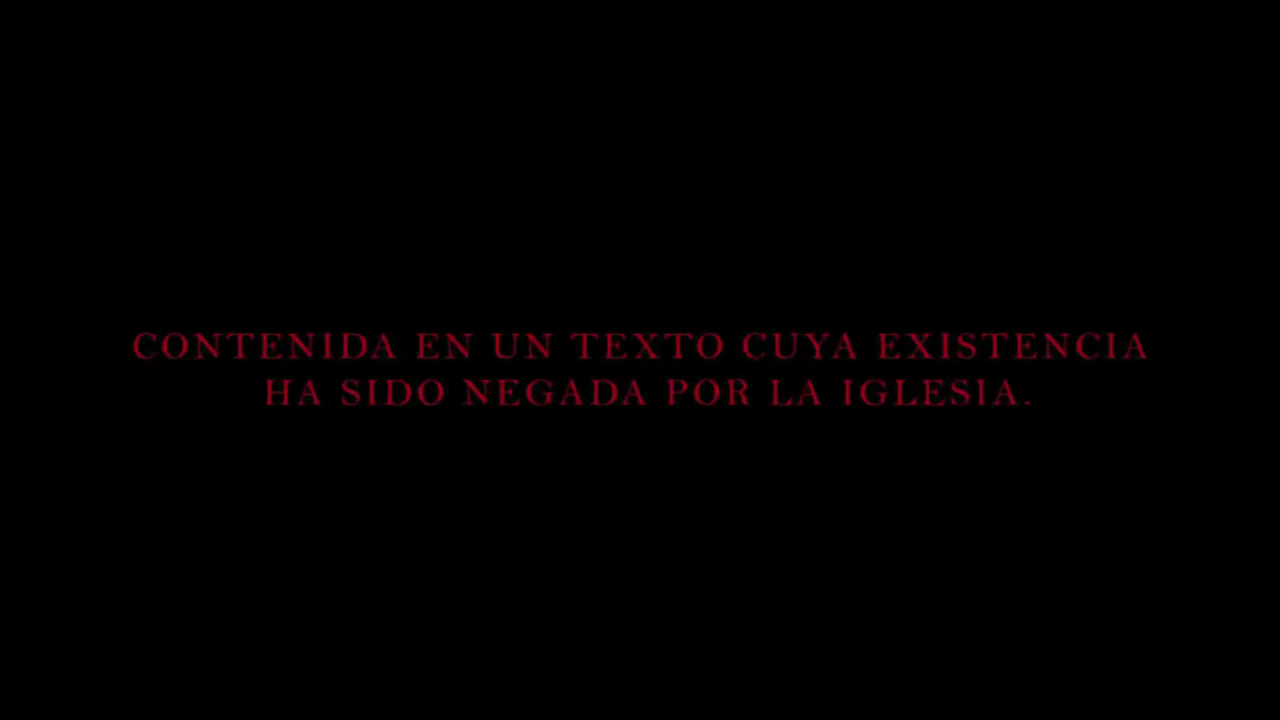 CONTENIDA EN UN TEXTO CUYA EXISTENCIA
HA SIDO NEGADA POR LA IGLESIA.